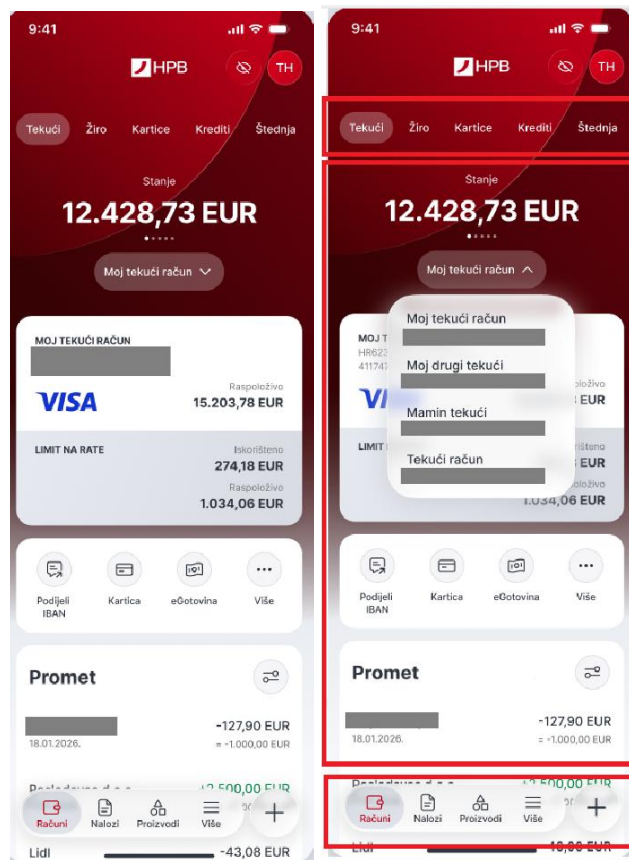 9:41
HPB
TH
Tekući Žiro Kartice Krediti Štednja
Stanje
12.428,73 EUR
Moj tekući račun
MOJ TEKUĆI RAČUN
VISA
Raspoloživo
15.203,78 EUR
LIMIT NA RATE
Iskorišteno
274,18 EUR
Raspoloživo
1.034,06 EUR
Podijeli IBAN
Kartica
eGotovina
Više
Promet
-127,90 EUR
18.01.2026.
= -1.000,00 EUR
+2.500,00 EUR
Računi Nalozi Proizvodi Više
Lidl
-43,08 EUR
9:41
HPB
TH
Tekući Žiro Kartice Krediti Štednja
Stanje
12.428,73 EUR
Moj tekući račun
Moj tekući račun
Moj drugi tekući
Mamin tekući
Tekući račun
MOJ T
HR623
41174
EUR
LIMIT
EUR
1.034,06 EUR
Podijeli IBAN
Kartica
eGotovina
Više
Promet
-127,90 EUR
18.01.2026.
= -1.000,00 EUR
Računi Nalozi Proizvodi Više
Lidl